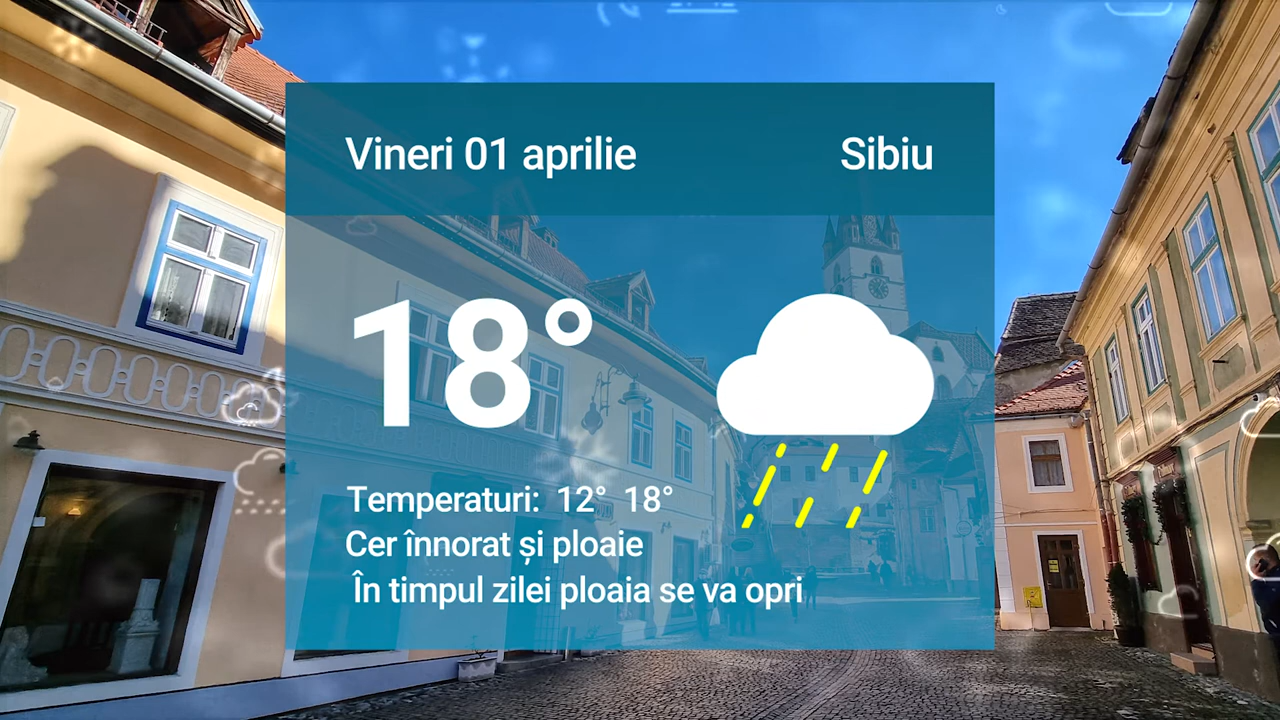 Vineri 01 aprilie
Sibiu
18°
Temperaturi: 12° 18°
Cer înnorat și ploaie
În timpul zilei ploaia se va opri